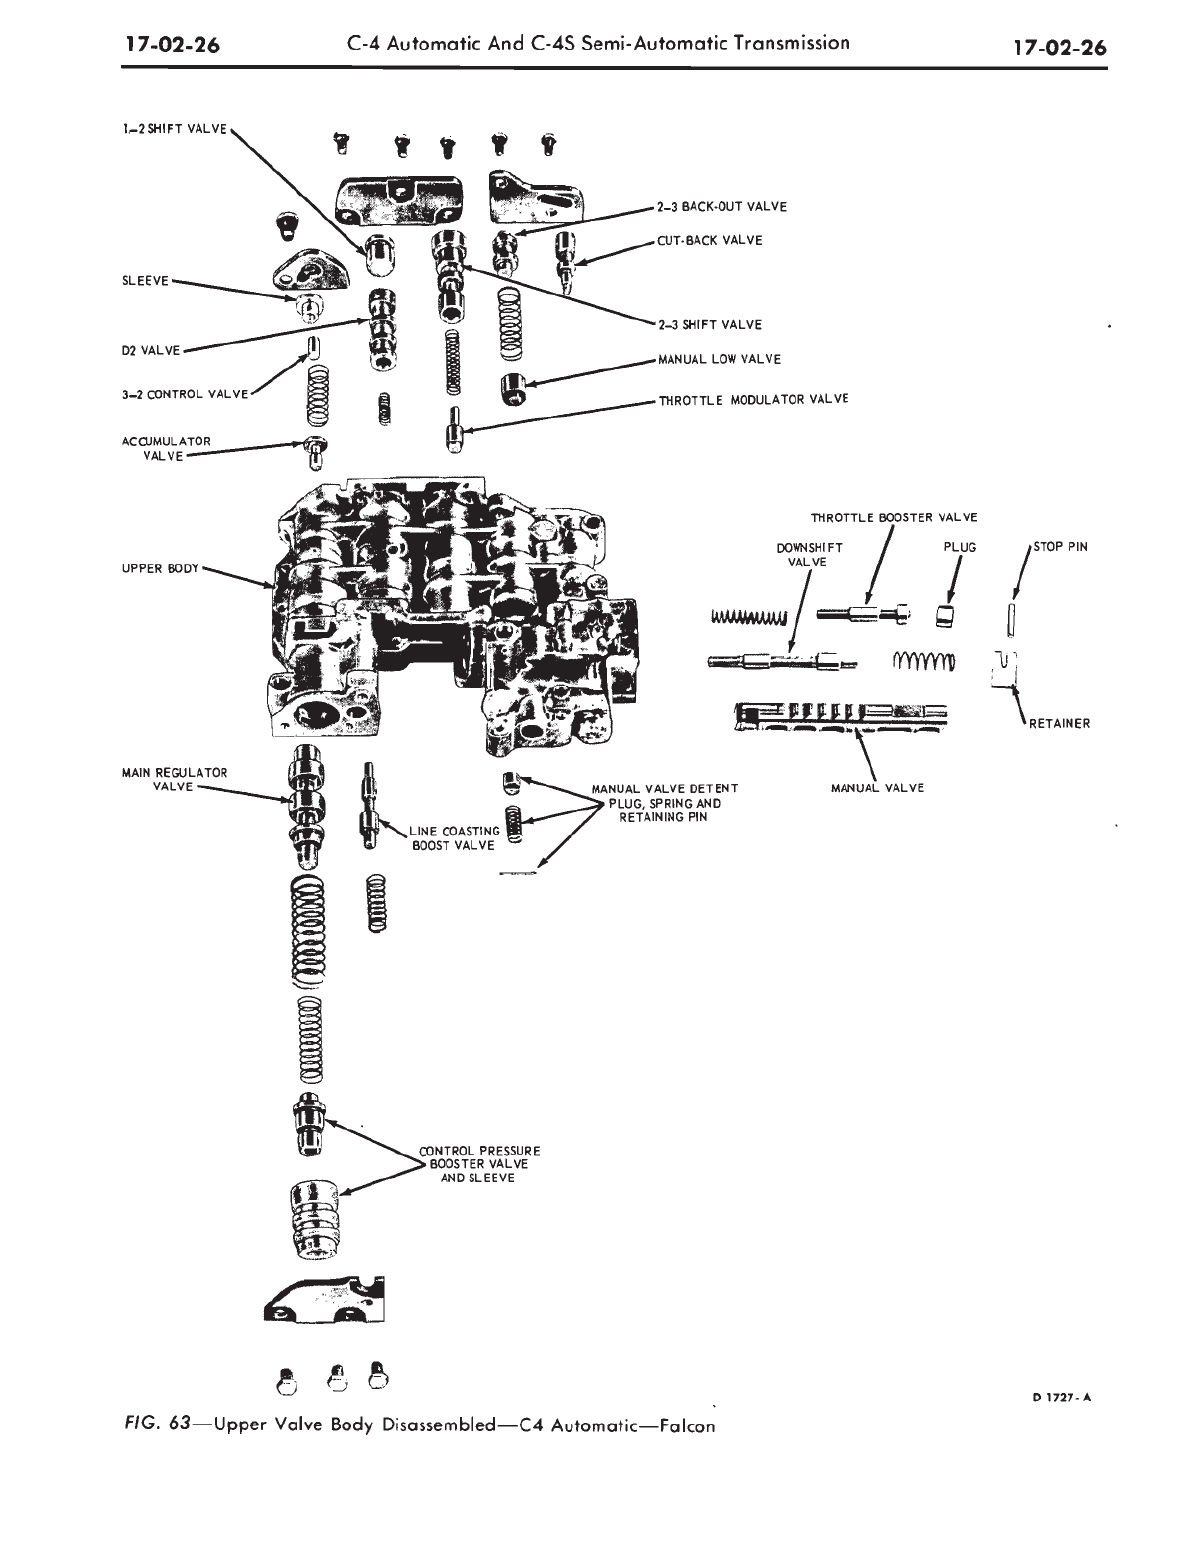 17-02-26
C-4 Automatic And C-4S Semi-Automatic Transmission
17-02-26
1-2 SHIFT VALVE
2-3 BACK-OUT VALVE
CUT-BACK VALVE
SLEEVE
2-3 SHIFT VALVE
D2 VALVE
MANUAL LOW VALVE
3-2 CONTROL VALVE
THROTTLE MODULATOR VALVE
ACCUMULATOR
VALVE
THROTTLE BOOSTER VALVE
DOWNSHIFT
VALVE
PLUG
STOP PIN
UPPER BODY
RETAINER
MAIN REGULATOR
VALVE
MANUAL VALVE DETENT
PLUG, SPRING AND
RETAINING PIN
MANUAL VALVE
LINE COASTING
BOOST VALVE
CONTROL PRESSURE
BOOSTER VALVE
AND SLEEVE
D 1727-A
FIG. 63—Upper Valve Body Disassembled—C4 Automatic—Falcon